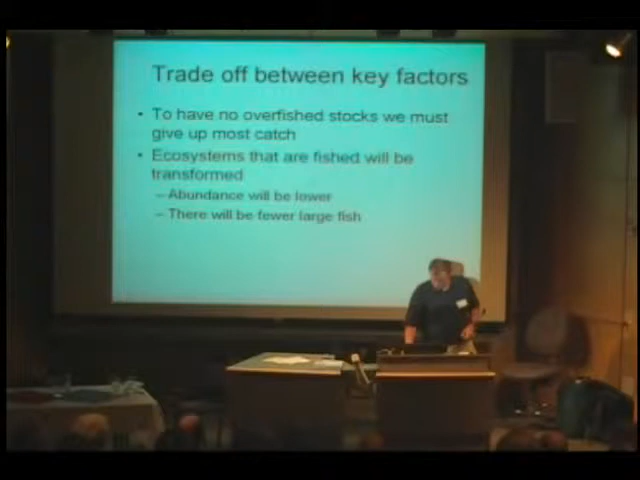 Trade off between key factors
• To have no overfished stocks we must
give up most catch
• Ecosystems that are fished will be
transformed
– Abundance will be lower
– There will be fewer large fish